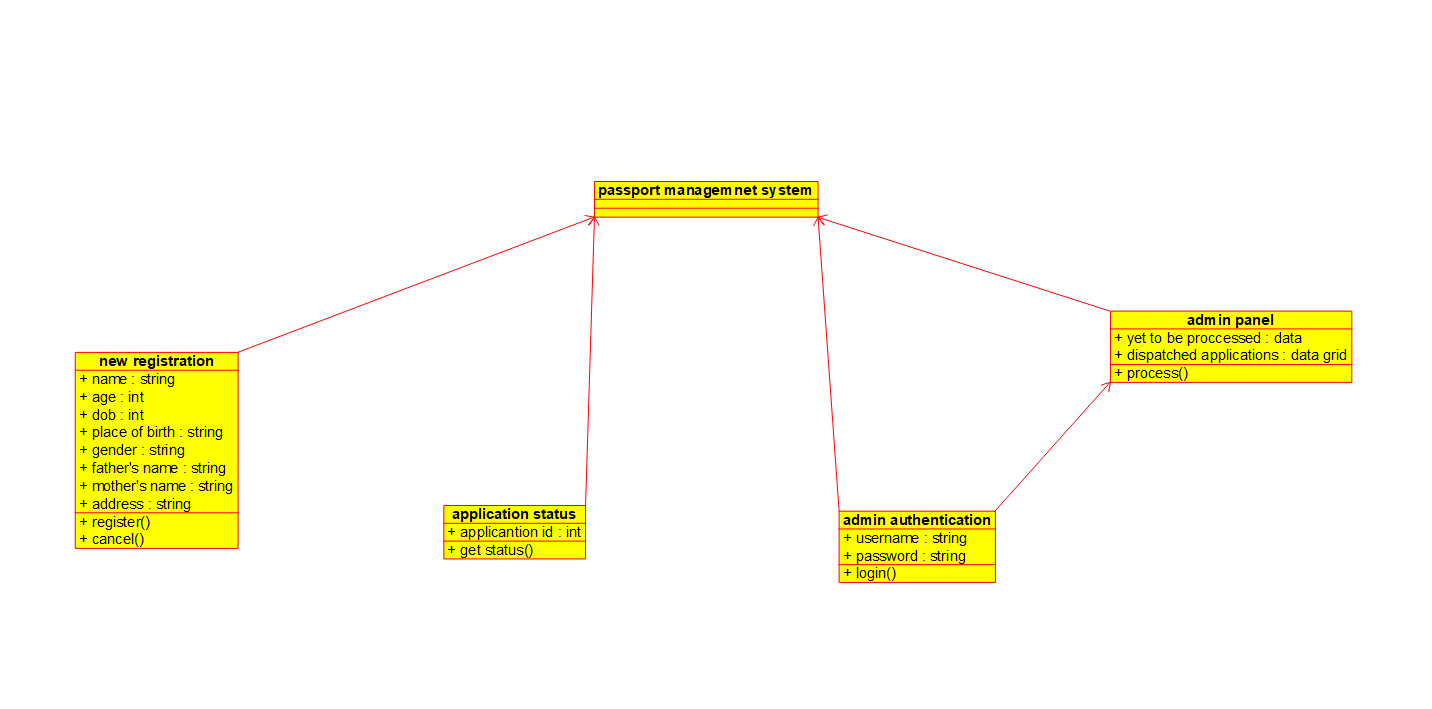 passport managemnet system
new registration
+ name : string
+ age : int
+ dob : int
+ place of birth : string
+ gender : string
+ father's name : string
+ mother's name : string
+ address : string
+ register()
+ cancel()
application status
+ applicantion id : int
+ get status()
admin authentication
+ username : string
+ password : string
+ login()
admin panel
+ yet to be proccessed : data
+ dispatched applications : data grid
+ process()